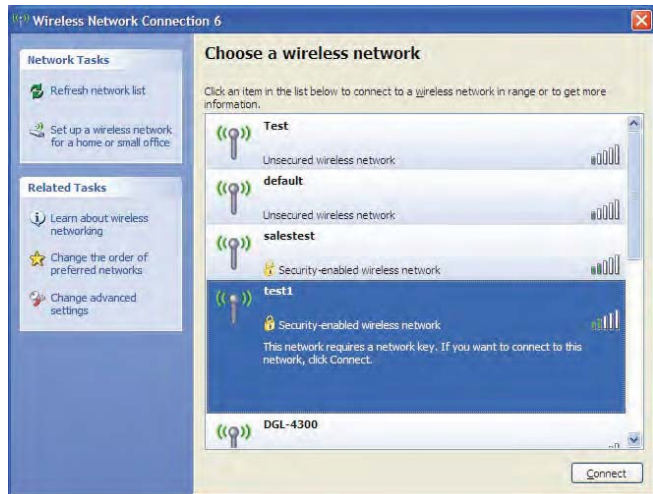 Wireless Network Connection 6
Network Tasks
Refresh network list
Set up a wireless network
for a home or small office
Related Tasks
Learn about wireless
networking
Change the order of
preferred networks
Change advanced
settings
Choose a wireless network
Click an item in the list below to connect to a wireless network in range or to get more
information.
Test
Unsecured wireless network
default
Unsecured wireless network
salestest
Security-enabled wireless network
test1
Security-enabled wireless network
This network requires a network key. If you want to connect to this
network, click Connect.
DGL-4300
Connect